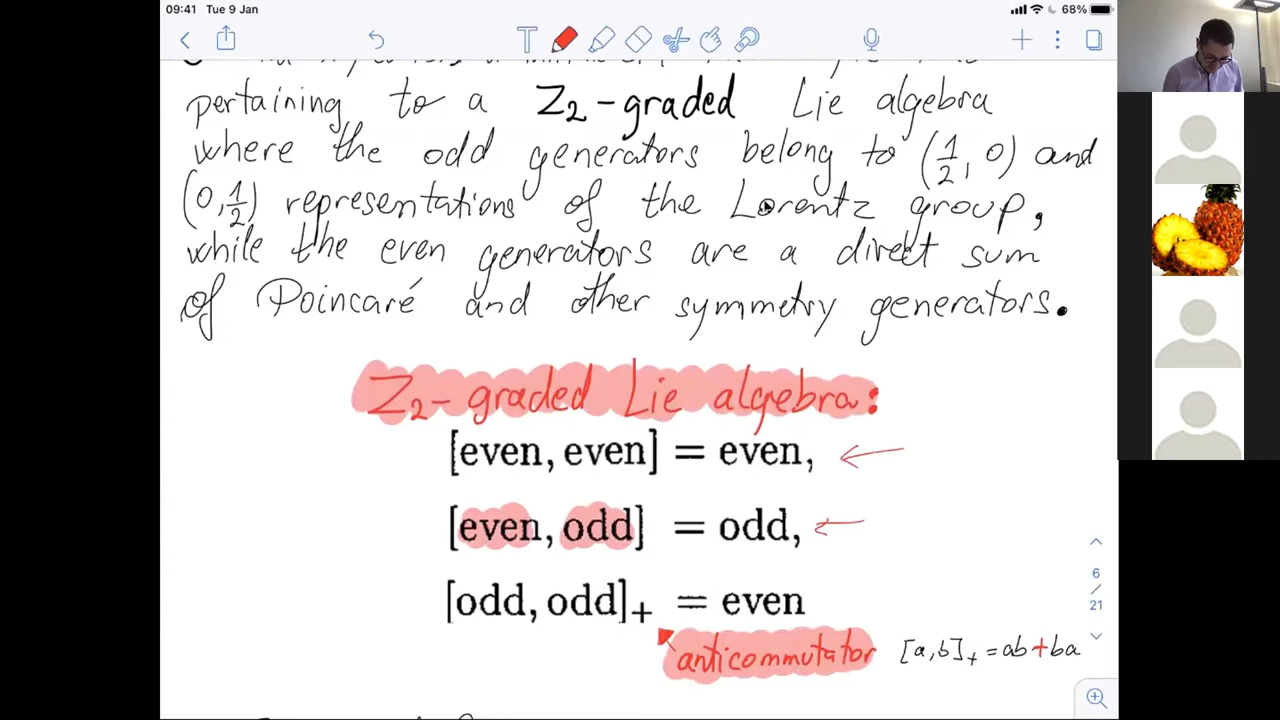 09:41 Tue 9 Jan
68%
pertaining to a Z₂-graded Lie algebra
where the odd generators belong to (1/2, 0) and
(0, 1/2) representations of the Lorentz group,
while the even generators are a direct sum
of Poincaré and other symmetry generators.
Z₂-graded Lie algebra:
[even, even] = even,
[even, odd] = odd,
[odd, odd]₊ = even
anticommutator [a,b]₊ = ab + ba
6
/
21